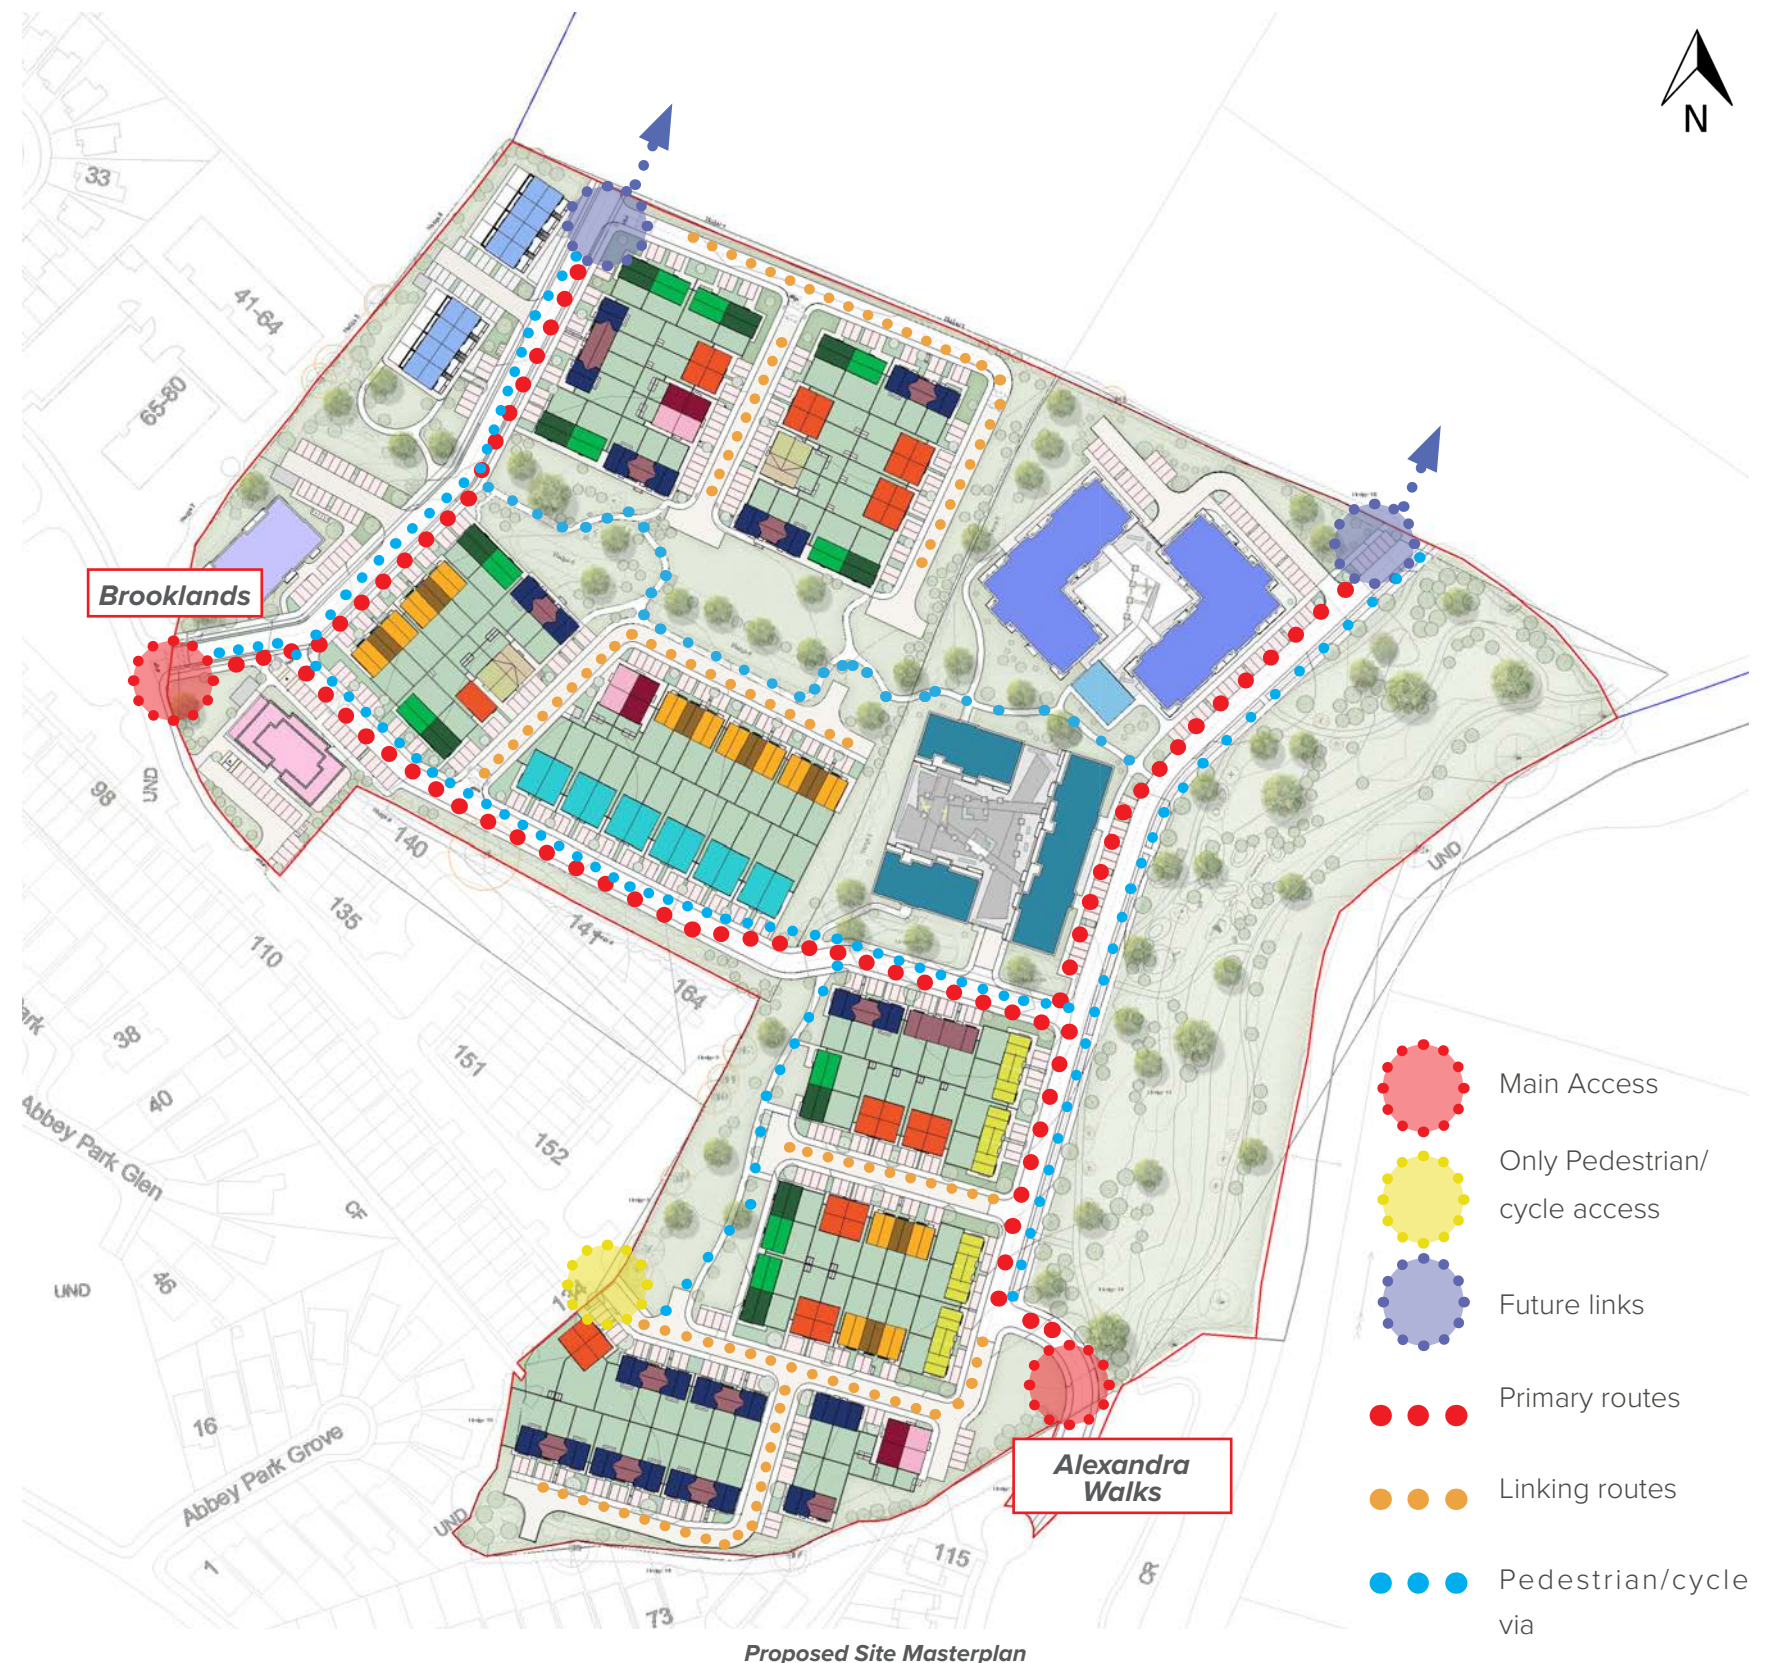 N
33
41-64
65-80
Brooklands
98
UND
140
135
110
141
164
38
151
40
152
Abbey Park Glen
CF
UND
46
16
Abbey Park Grove
UND
1
115
73
CR
UND
Alexandra
Walks
Main Access
Only Pedestrian/
cycle access
Future links
Primary routes
Linking routes
Pedestrian/cycle
via
Proposed Site Masterplan